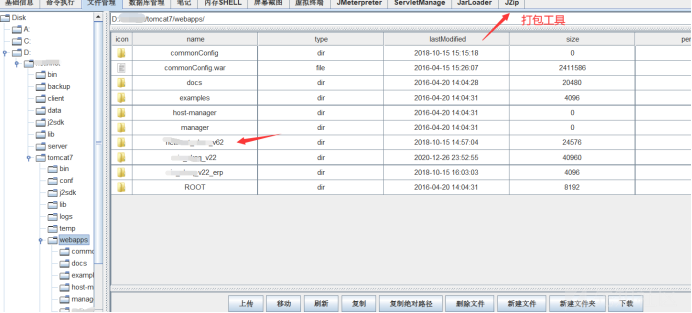 基础信息 命令执行 文件管理 数据库管理 笔记 内存SHELL 屏幕截图 虚拟终端 JMeterpreter ServletManage JarLoader JZip
打包工具
Disk
A:
C:
D:
bin
backup
client
data
j2sdk
lib
server
tomcat7
bin
conf
j2sdk
lib
logs
temp
webapps
commo
docs
exampl
host-m
manag
D: /tomcat7/webapps/
icon name type lastModified size per
commonConfig dir 2018-10-15 15:15:18 0
commonConfig.war file 2016-04-15 15:26:07 2411586
docs dir 2016-04-20 14:04:28 20480
examples dir 2016-04-20 14:04:31 4096
host-manager dir 2016-04-20 14:04:31 0
manager dir 2016-04-20 14:04:31 0
_v62 dir 2018-10-15 14:57:04 24576
_v22 dir 2020-12-26 23:52:55 40960
_v22_erp dir 2018-10-15 16:03:03 4096
ROOT dir 2016-04-20 14:04:31 8192
上传 移动 刷新 复制 复制绝对路径 删除文件 新建文件 新建文件夹 下载